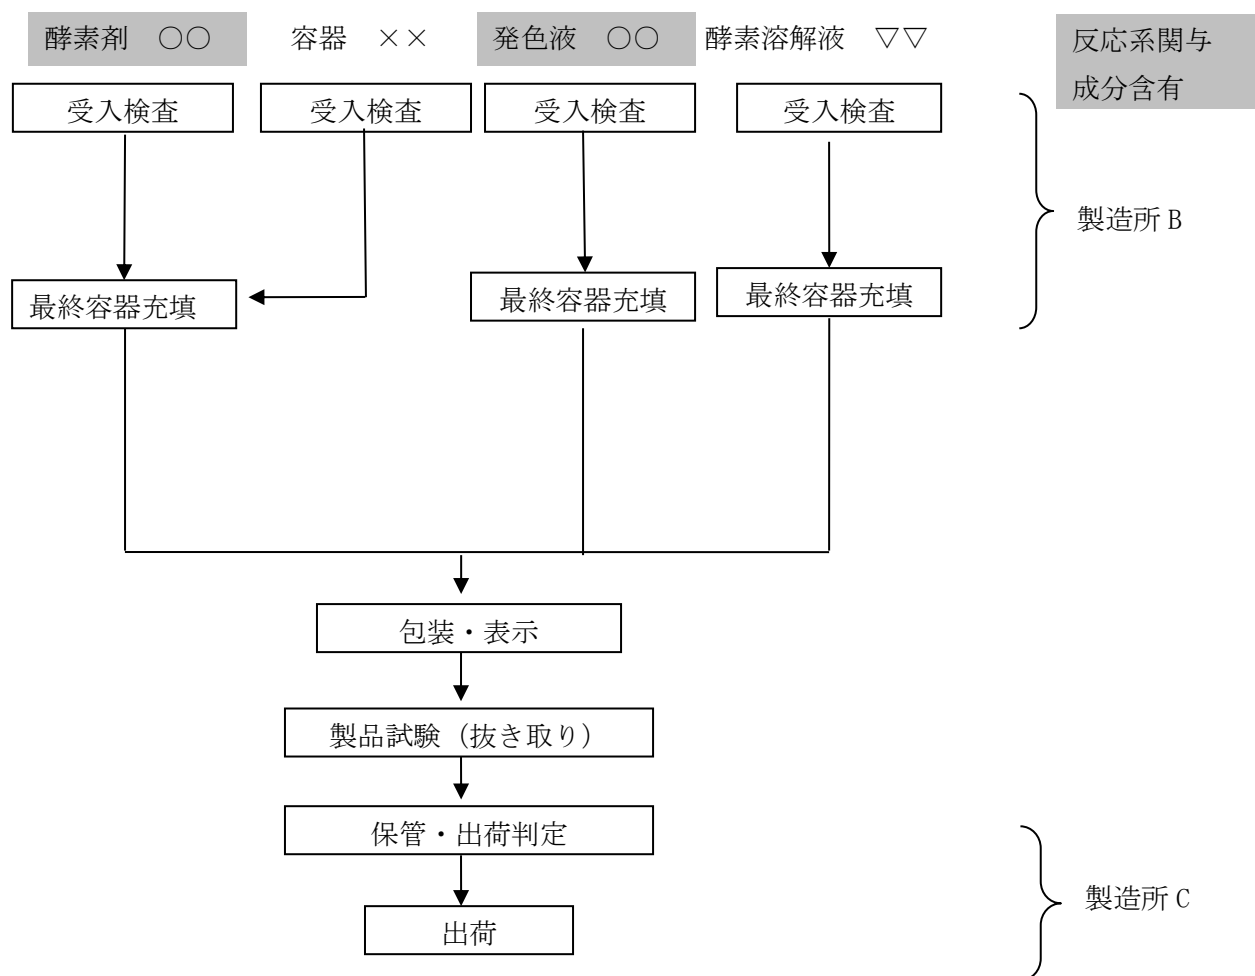 酵素剤　○○
容器　××
発色液　○○
酵素溶解液　▽▽
反応系関与
成分含有
受入検査
受入検査
受入検査
受入検査
製造所 B
最終容器充填
最終容器充填
最終容器充填
包装・表示
製品試験（抜き取り）
保管・出荷判定
製造所 C
出荷